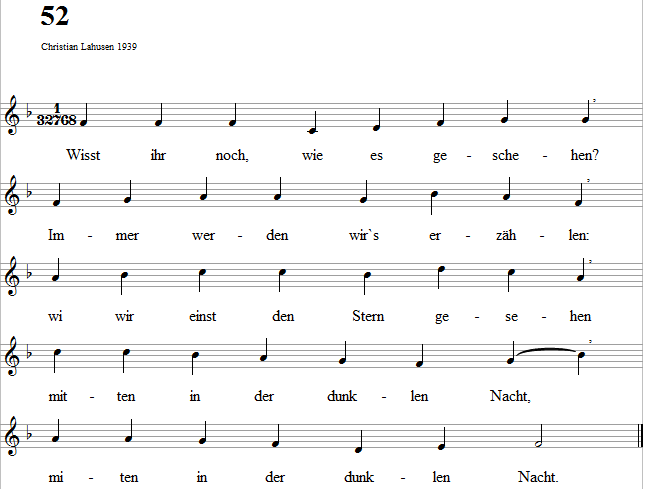 52
Christian Lahusen 1939
1
32768
Wisst ihr noch, wie es ge - sche - hen?
Im - mer wer - den wir`s er - zäh - len:
wi wir einst den Stern ge - se - hen
mit - ten in der dunk - len Nacht,
mi - ten in der dunk - len Nacht.